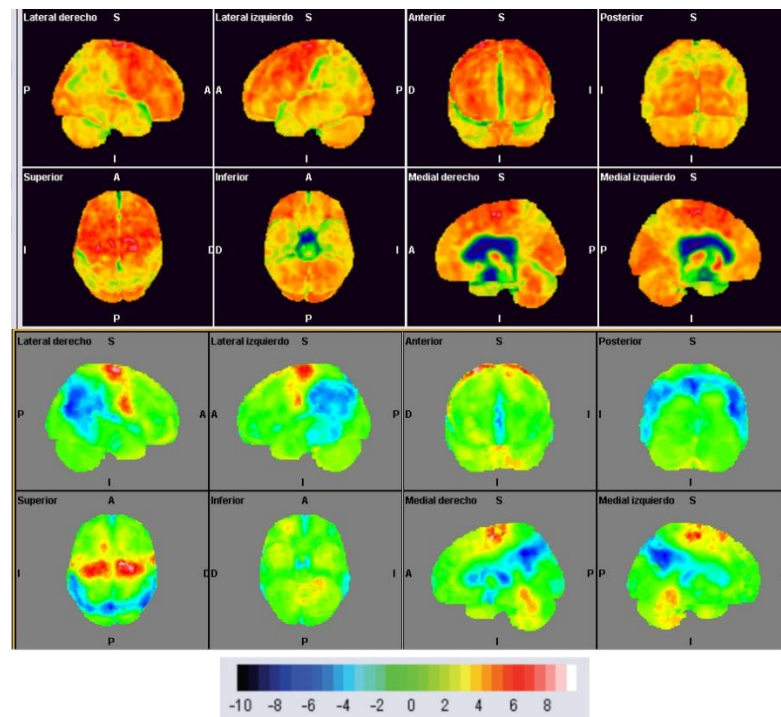 Lateral derecho S Lateral izquierdo S Anterior S Posterior S
P A A P D I I
I I I I
Superior A Inferior A Medial derecho S Medial izquierdo S
I D D I A P P
P P I I
Lateral derecho S Lateral izquierdo S Anterior S Posterior S
P A A P D I I
I I I I
Superior A Inferior A Medial derecho S Medial izquierdo S
I D D I A P P
P P I I
-10 -8 -6 -4 -2 0 2 4 6 8